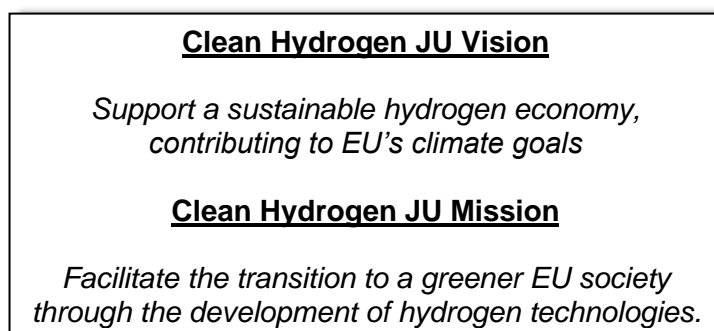 Clean Hydrogen JU Vision
Support a sustainable hydrogen economy,
contributing to EU's climate goals
Clean Hydrogen JU Mission
Facilitate the transition to a greener EU society
through the development of hydrogen technologies.